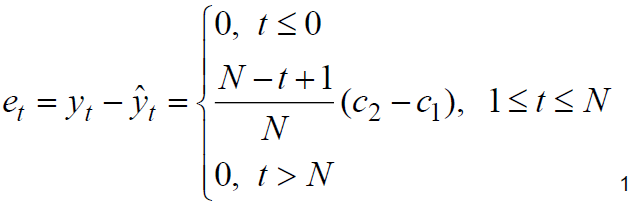 0, t ≤ 0
e_t = y_t − ŷ_t = { (N − t + 1)/N (c_2 − c_1), 1 ≤ t ≤ N
0, t > N
1